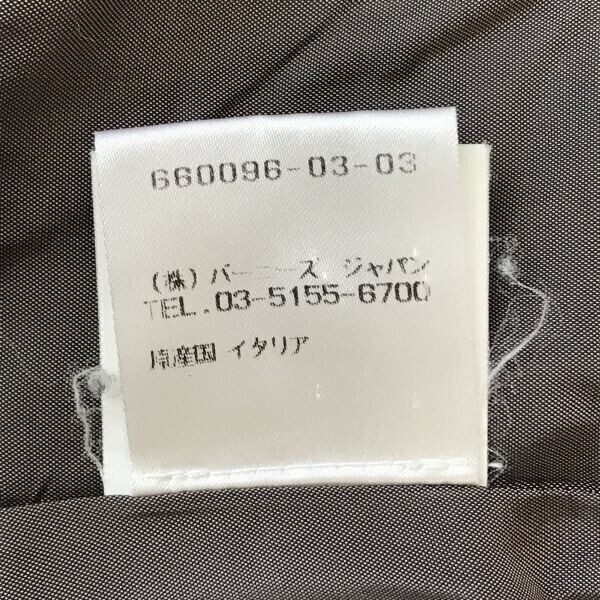 660096-03-03
(株) バーニーズ ジャパン
TEL. 03-5155-6700
原産国 イタリア